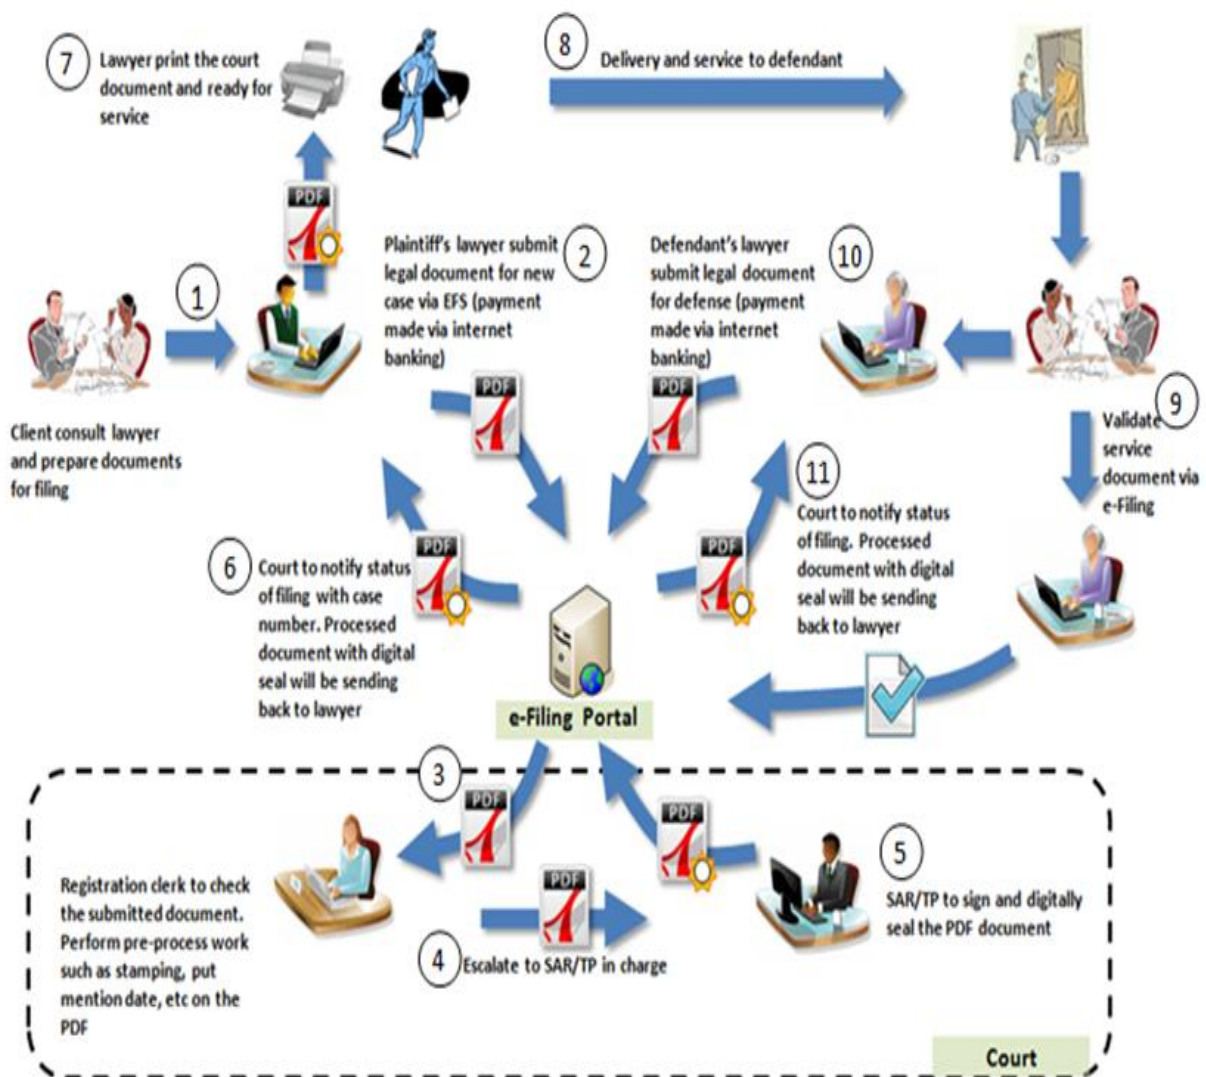 7
Lawyer print the court
document and ready for
service
8
Delivery and service to defendant
PDF
1
Client consult lawyer
and prepare documents
for filing
Plaintiff's lawyer submit
legal document for new
case via EFS (payment
made via internet
banking)
2
PDF
Defendant's lawyer
submit legal document
for defense (payment
made via internet
banking)
10
PDF
9
Validate
service
document via
e-Filing
6
Court to notify status
of filing with case
number. Processed
document with digital
seal will be sending
back to lawyer
PDF
11
Court to notify status
of filing. Processed
document with digital
seal will be sending
back to lawyer
PDF
e-Filing Portal
3
PDF
Registration clerk to check
the submitted document.
Perform pre-process work
such as stamping, put
mention date, etc on the
PDF
4
PDF
Escalate to SAR/TP in charge
PDF
5
SAR/TP to sign and digitally
seal the PDF document
Court